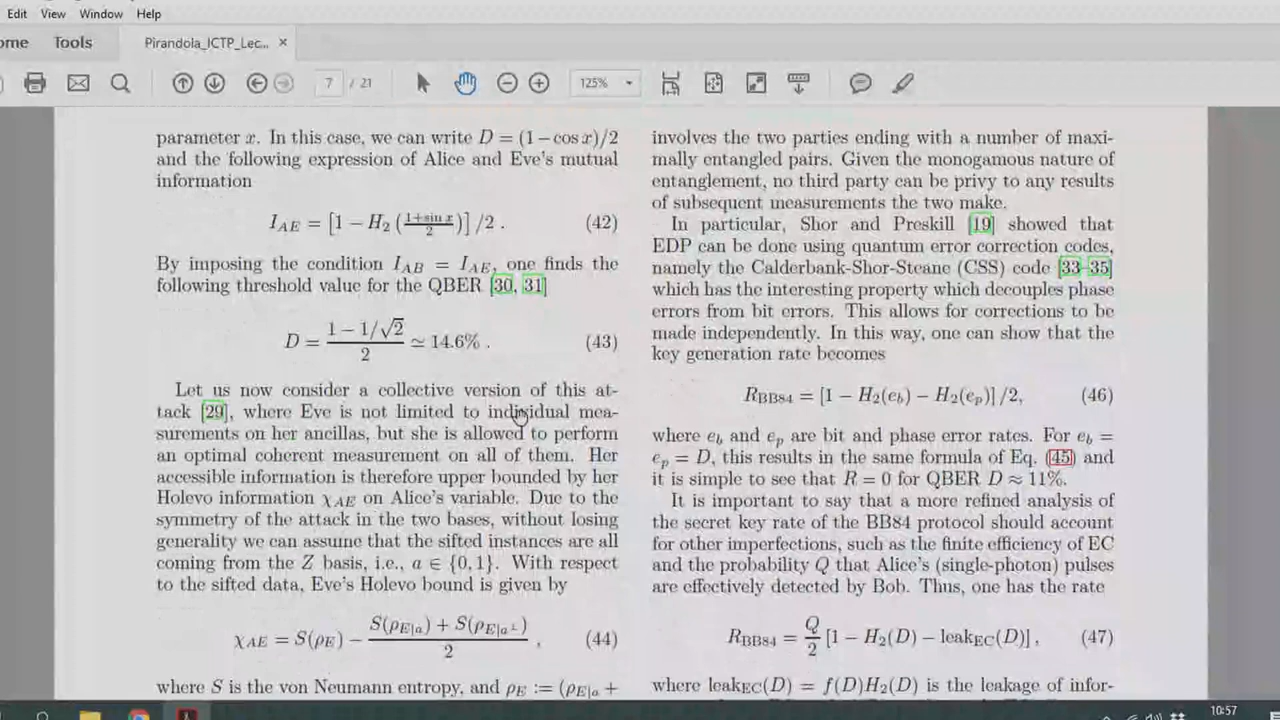 Edit View Window Help
ome Tools Pirandola_ICTP_Lec... ×
7 / 21 125%
parameter x. In this case, we can write D = (1−cos x)/2
and the following expression of Alice and Eve's mutual
information
I_AE = [1 − H_2 ((1+sin x)/2)] /2 . (42)
By imposing the condition I_AB = I_AE, one finds the
following threshold value for the QBER [30, 31]
D = (1 − 1/√2)/2 ≃ 14.6% . (43)
Let us now consider a collective version of this at-
tack [29], where Eve is not limited to individual mea-
surements on her ancillas, but she is allowed to perform
an optimal coherent measurement on all of them. Her
accessible information is therefore upper bounded by her
Holevo information χ_AE on Alice's variable. Due to the
symmetry of the attack in the two bases, without losing
generality we can assume that the sifted instances are all
coming from the Z basis, i.e., a ∈ {0, 1}. With respect
to the sifted data, Eve's Holevo bound is given by
χ_AE = S(ρ_E) − (S(ρ_E|a) + S(ρ_E|a⊥))/2 , (44)
where S is the von Neumann entropy, and ρ_E := (ρ_E|a +
involves the two parties ending with a number of maxi-
mally entangled pairs. Given the monogamous nature of
entanglement, no third party can be privy to any results
of subsequent measurements the two make.
In particular, Shor and Preskill [19] showed that
EDP can be done using quantum error correction codes,
namely the Calderbank-Shor-Steane (CSS) code [33–35]
which has the interesting property which decouples phase
errors from bit errors. This allows for corrections to be
made independently. In this way, one can show that the
key generation rate becomes
R_BB84 = [1 − H_2(e_b) − H_2(e_p)] /2, (46)
where e_b and e_p are bit and phase error rates. For e_b =
e_p = D, this results in the same formula of Eq. (45) and
it is simple to see that R = 0 for QBER D ≈ 11%.
It is important to say that a more refined analysis of
the secret key rate of the BB84 protocol should account
for other imperfections, such as the finite efficiency of EC
and the probability Q that Alice's (single-photon) pulses
are effectively detected by Bob. Thus, one has the rate
R_BB84 = Q/2 [1 − H_2(D) − leak_EC(D)] , (47)
where leak_EC(D) = f(D)H_2(D) is the leakage of infor-
10:57